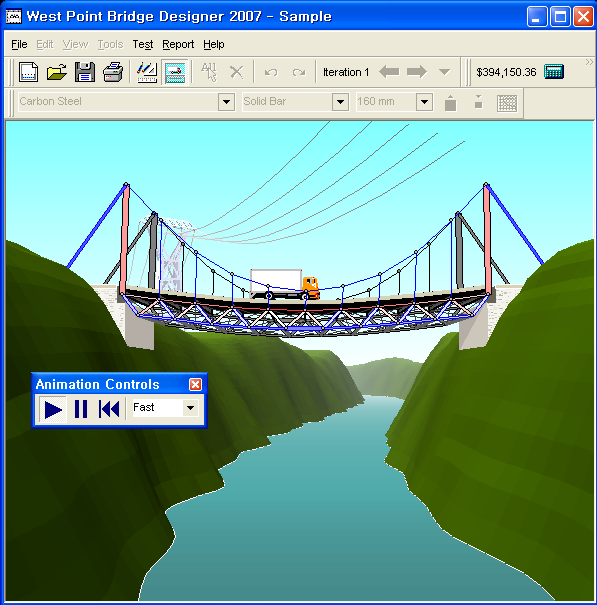 West Point Bridge Designer 2007 - Sample
File Edit View Tools Test Report Help
Iteration 1 $394,150.36
Carbon Steel Solid Bar 160 mm
Animation Controls
Fast